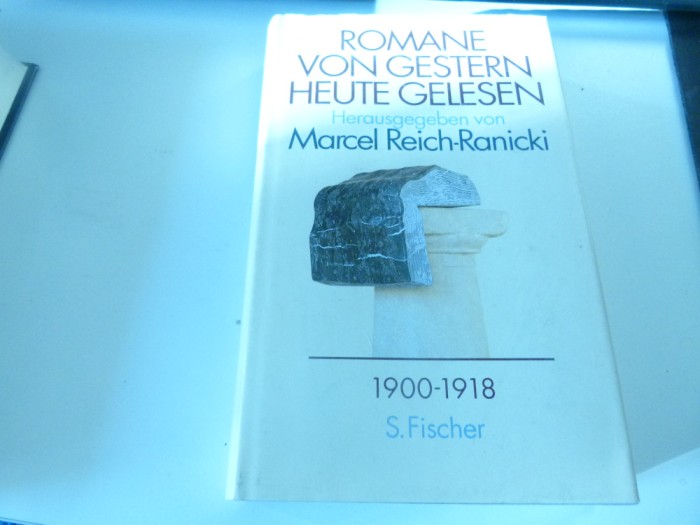 ROMANE
VON GESTERN
HEUTE GELESEN
Herausgegeben von
Marcel Reich-Ranicki
1900-1918
S. Fischer